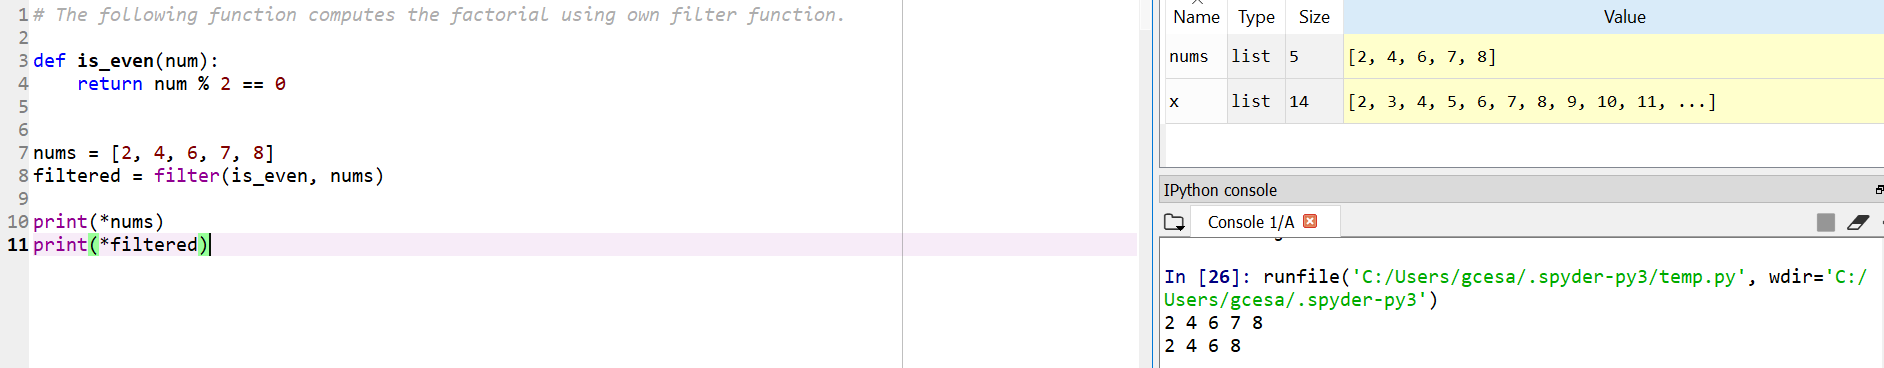 1 # The following function computes the factorial using own filter function.
2
3 def is_even(num):
4     return num % 2 == 0
5
6
7 nums = [2, 4, 6, 7, 8]
8 filtered = filter(is_even, nums)
9
10 print(*nums)
11 print(*filtered)
Name Type Size Value
nums list 5 [2, 4, 6, 7, 8]
x list 14 [2, 3, 4, 5, 6, 7, 8, 9, 10, 11, ...]
IPython console
Console 1/A
In [26]: runfile('C:/Users/gcesa/.spyder-py3/temp.py', wdir='C:/
Users/gcesa/.spyder-py3')
2 4 6 7 8
2 4 6 8